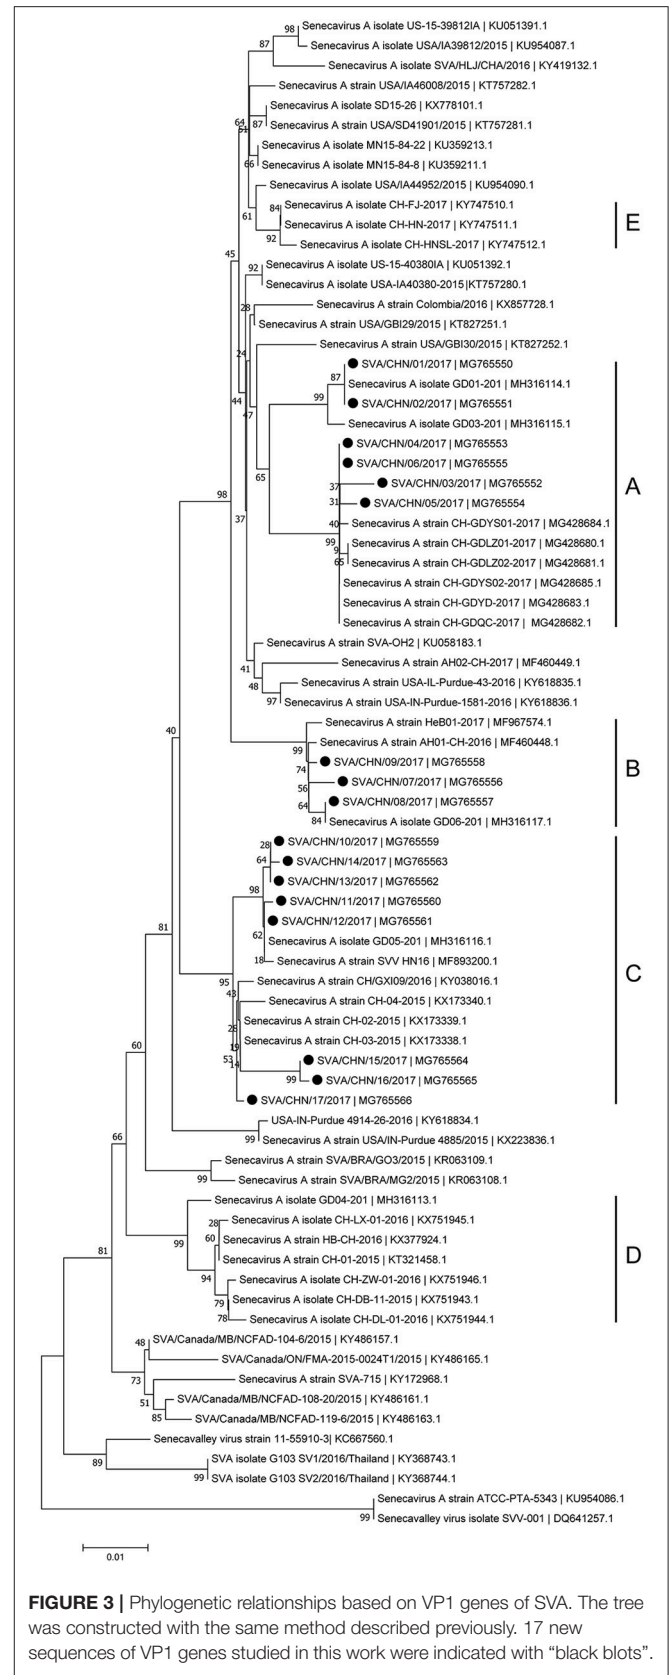 Senecavirus A isolate US-15-39812IA | KU051391.1
Senecavirus A isolate USA/IA39812/2015 | KU954087.1
Senecavirus A isolate SVA/HLJ/CHA/2016 | KY419132.1
Senecavirus A strain USA/IA46008/2015 | KT757282.1
Senecavirus A isolate SD15-26 | KX778101.1
Senecavirus A strain USA/SD41901/2015 | KT757281.1
Senecavirus A isolate MN15-84-22 | KU359213.1
Senecavirus A isolate MN15-84-8 | KU359211.1
Senecavirus A isolate USA/IA44952/2015 | KU954090.1
Senecavirus A isolate CH-FJ-2017 | KY747510.1
Senecavirus A isolate CH-HN-2017 | KY747511.1
Senecavirus A isolate CH-HNSL-2017 | KY747512.1
E
Senecavirus A isolate US-15-40380IA | KU051392.1
Senecavirus A isolate USA-IA40380-2015|KT757280.1
Senecavirus A strain Colombia/2016 | KX857728.1
Senecavirus A strain USA/GBI29/2015 | KT827251.1
Senecavirus A strain USA/GBI30/2015 | KT827252.1
SVA/CHN/01/2017 | MG765550
Senecavirus A isolate GD01-201 | MH316114.1
SVA/CHN/02/2017 | MG765551
Senecavirus A isolate GD03-201 | MH316115.1
SVA/CHN/04/2017 | MG765553
SVA/CHN/06/2017 | MG765555
SVA/CHN/03/2017 | MG765552
SVA/CHN/05/2017 | MG765554
Senecavirus A strain CH-GDYS01-2017 | MG428684.1
Senecavirus A strain CH-GDLZ01-2017 | MG428680.1
Senecavirus A strain CH-GDLZ02-2017 | MG428681.1
Senecavirus A strain CH-GDYS02-2017 | MG428685.1
Senecavirus A strain CH-GDYD-2017 | MG428683.1
Senecavirus A strain CH-GDQC-2017 | MG428682.1
A
Senecavirus A strain SVA-OH2 | KU058183.1
Senecavirus A strain AH02-CH-2017 | MF460449.1
Senecavirus A strain USA-IL-Purdue-43-2016 | KY618835.1
Senecavirus A strain USA-IN-Purdue-1581-2016 | KY618836.1
Senecavirus A strain HeB01-2017 | MF967574.1
Senecavirus A strain AH01-CH-2016 | MF460448.1
SVA/CHN/09/2017 | MG765558
SVA/CHN/07/2017 | MG765556
SVA/CHN/08/2017 | MG765557
Senecavirus A isolate GD06-201 | MH316117.1
B
SVA/CHN/10/2017 | MG765559
SVA/CHN/14/2017 | MG765563
SVA/CHN/13/2017 | MG765562
SVA/CHN/11/2017 | MG765560
SVA/CHN/12/2017 | MG765561
Senecavirus A isolate GD05-201 | MH316116.1
Senecavirus A strain SVV HN16 | MF893200.1
Senecavirus A strain CH/GXI09/2016 | KY038016.1
Senecavirus A strain CH-04-2015 | KX173340.1
Senecavirus A strain CH-02-2015 | KX173339.1
Senecavirus A strain CH-03-2015 | KX173338.1
SVA/CHN/15/2017 | MG765564
SVA/CHN/16/2017 | MG765565
SVA/CHN/17/2017 | MG765566
C
USA-IN-Purdue 4914-26-2016 | KY618834.1
Senecavirus A strain USA/IN-Purdue 4885/2015 | KX223836.1
Senecavirus A strain SVA/BRA/GO3/2015 | KR063109.1
Senecavirus A strain SVA/BRA/MG2/2015 | KR063108.1
Senecavirus A isolate GD04-201 | MH316113.1
Senecavirus A isolate CH-LX-01-2016 | KX751945.1
Senecavirus A strain HB-CH-2016 | KX377924.1
Senecavirus A strain CH-01-2015 | KT321458.1
Senecavirus A isolate CH-ZW-01-2016 | KX751946.1
Senecavirus A isolate CH-DB-11-2015 | KX751943.1
Senecavirus A isolate CH-DL-01-2016 | KX751944.1
D
SVA/Canada/MB/NCFAD-104-6/2015 | KY486157.1
SVA/Canada/ON/FMA-2015-0024T1/2015 | KY486165.1
Senecavirus A strain SVA-715 | KY172968.1
SVA/Canada/MB/NCFAD-108-20/2015 | KY486161.1
SVA/Canada/MB/NCFAD-119-6/2015 | KY486163.1
Senecavalley virus strain 11-55910-3| KC667560.1
SVA isolate G103 SV1/2016/Thailand | KY368743.1
SVA isolate G103 SV2/2016/Thailand | KY368744.1
Senecavirus A strain ATCC-PTA-5343 | KU954086.1
Senecavalley virus isolate SVV-001 | DQ641257.1
98
87
64
51
87
66
61
84
92
45
92
28
24
44
47
87
99
65
37
31
40
99
9
65
37
98
41
48
97
99
74
56
64
84
40
28
64
98
62
18
95
43
28
19
53
14
99
81
99
60
99
66
28
60
99
94
79
78
81
48
73
51
85
89
99
99
0.01
FIGURE 3 | Phylogenetic relationships based on VP1 genes of SVA. The tree
was constructed with the same method described previously. 17 new
sequences of VP1 genes studied in this work were indicated with “black blots”.